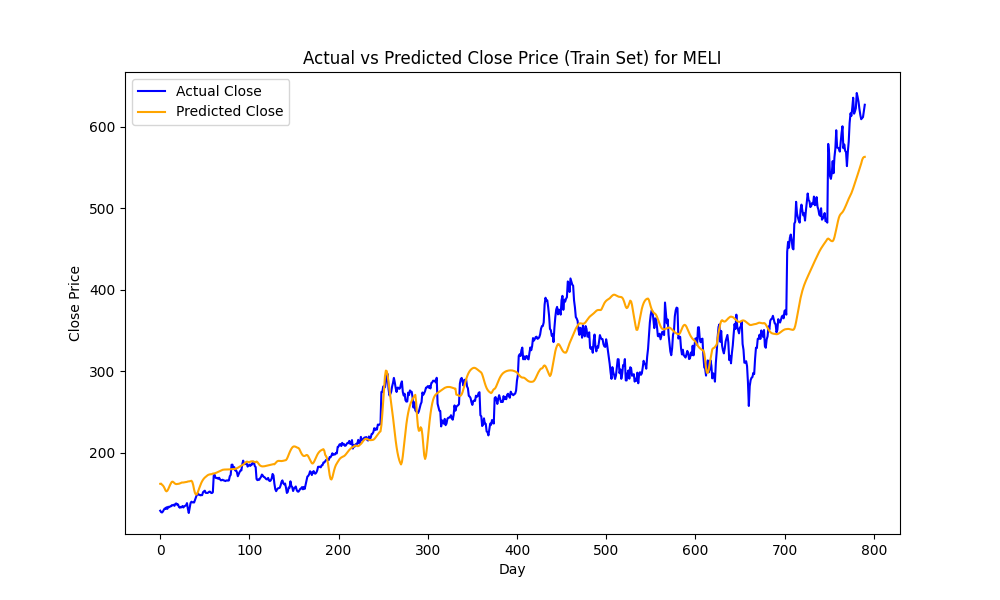 Actual vs Predicted Close Price (Train Set) for MELI
Actual Close
Predicted Close
Close Price
600
500
400
300
200
0 100 200 300 400 500 600 700 800
Day